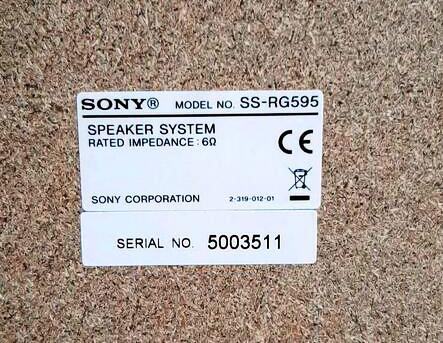 SONY® MODEL NO. SS-RG595
SPEAKER SYSTEM
RATED IMPEDANCE: 6Ω
CE
SONY CORPORATION 2-319-012-01
SERIAL NO. 5003511